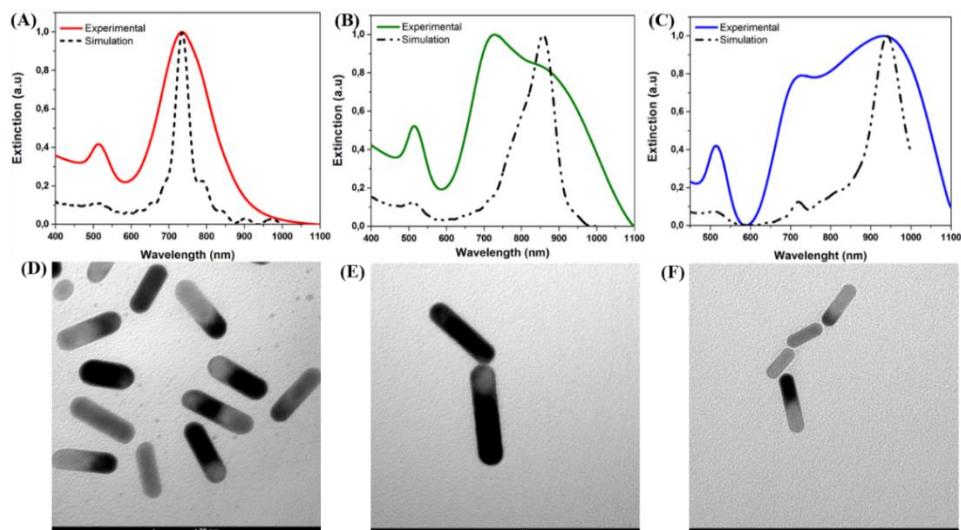 (A)
Experimental
Simulation
Extinction (a.u)
1,0
0,8
0,6
0,4
0,2
0,0
400 500 600 700 800 900 1000 1100
Wavelength (nm)
(B)
Experimental
Simulation
Extinction (a.u)
1,0
0,8
0,6
0,4
0,2
0,0
400 500 600 700 800 900 1000 1100
Wavelength (nm)
(C)
Experimental
Simulation
Extinction (a.u)
1,0
0,8
0,6
0,4
0,2
0,0
500 600 700 800 900 1000 1100
Wavelenght (nm)
(D)
(E)
(F)